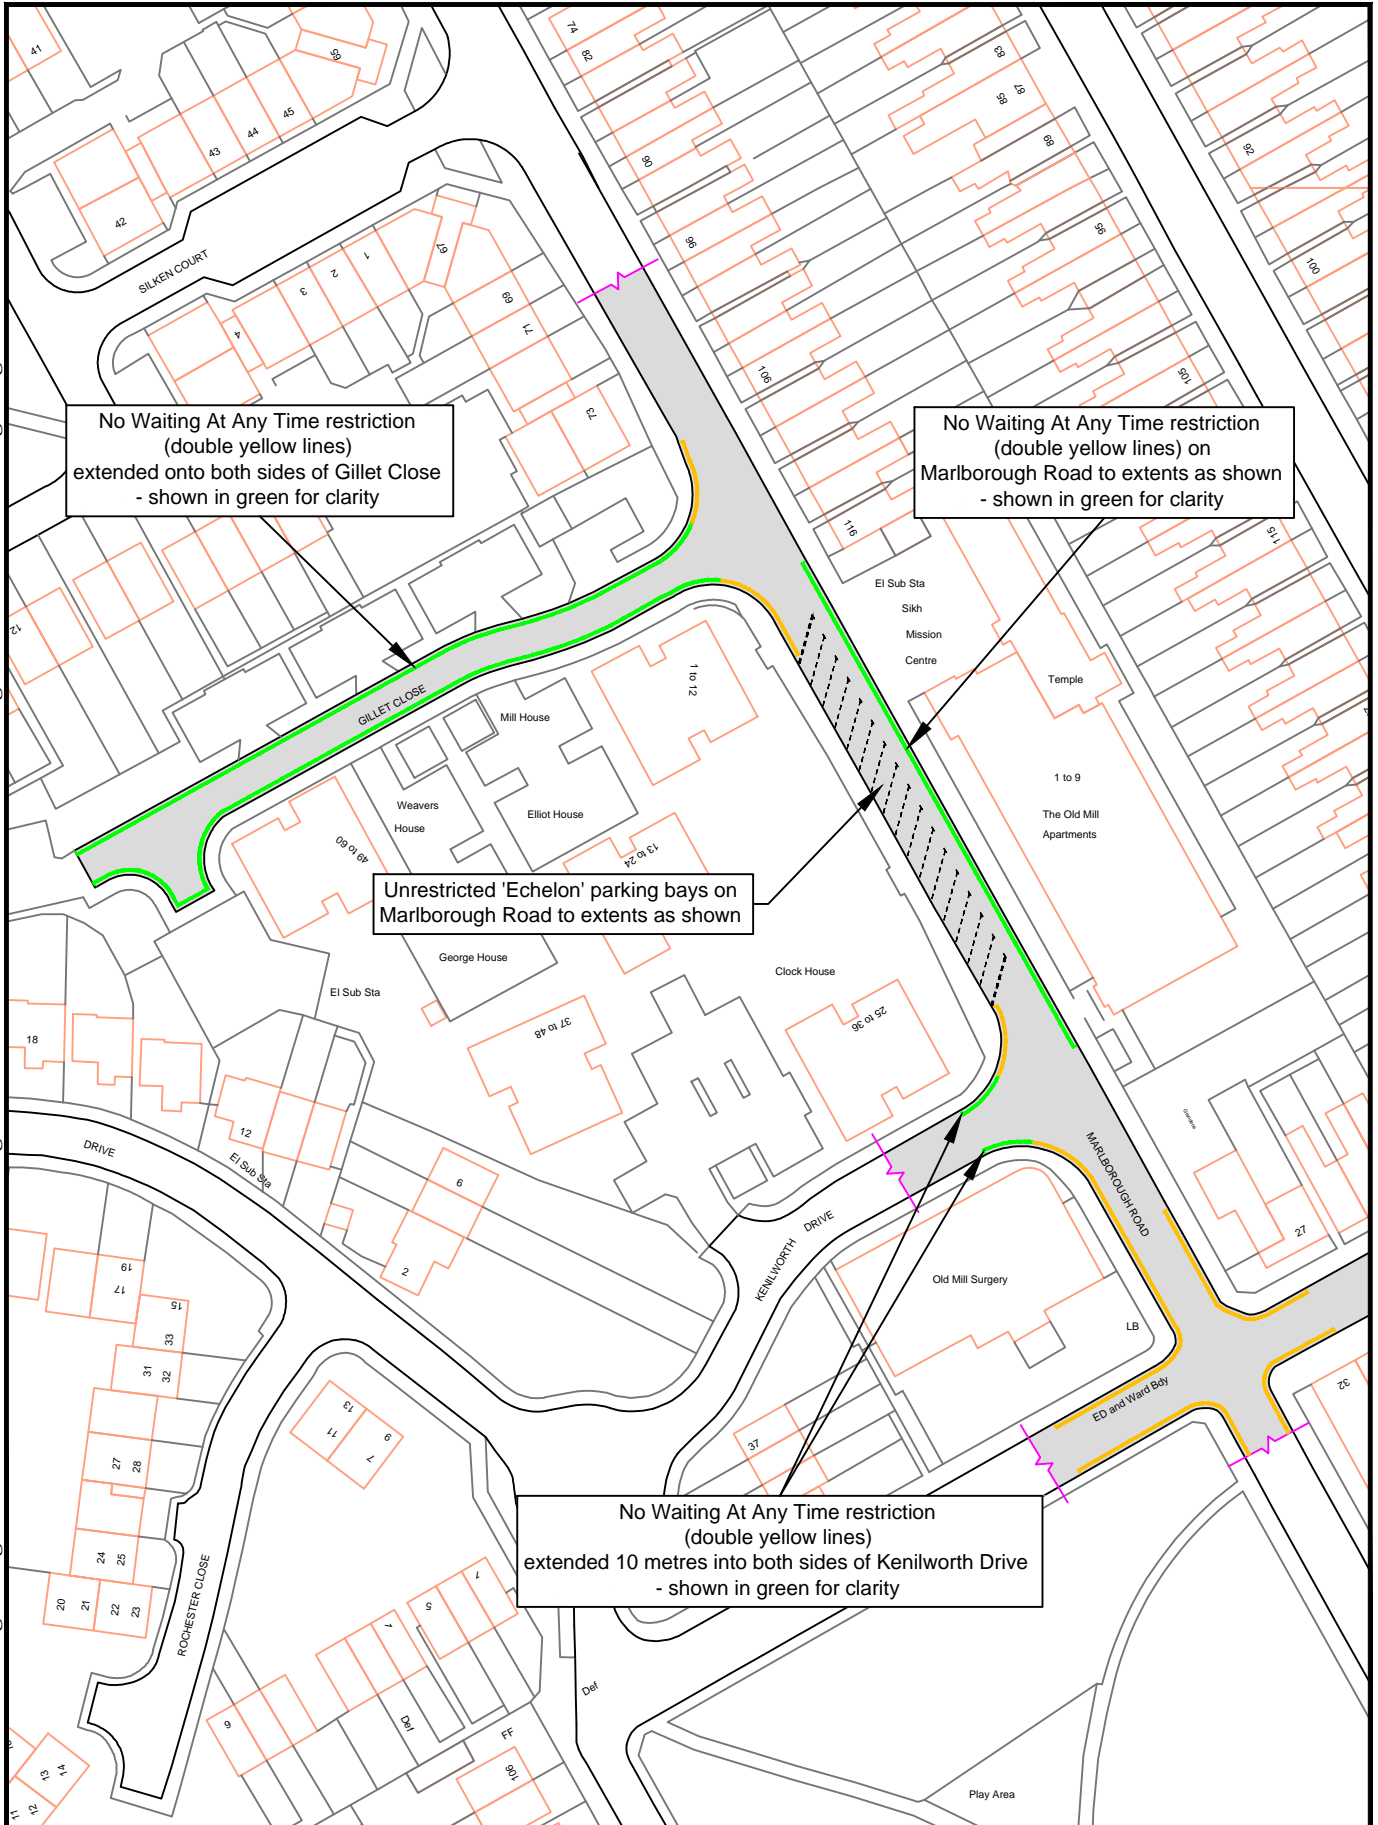 41
65
45
44
43
42
SILKEN COURT
1
2
3
4
67
69
71
73
74
82
90
96
106
116
83
87
85
89
95
105
115
92
100
No Waiting At Any Time restriction
(double yellow lines)
extended onto both sides of Gillet Close
- shown in green for clarity
No Waiting At Any Time restriction
(double yellow lines) on
Marlborough Road to extents as shown
- shown in green for clarity
El Sub Sta
Sikh
Mission
Centre
Temple
1 to 9
The Old Mill
Apartments
12
GILLET CLOSE
1 to 12
Mill House
Weavers
House
Elliot House
49 to 60
13 to 24
Unrestricted 'Echelon' parking bays on
Marlborough Road to extents as shown
George House
El Sub Sta
Clock House
37 to 48
25 to 36
18
12
El Sub Sta
DRIVE
6
2
MARLBOROUGH ROAD
KENILWORTH DRIVE
Old Mill Surgery
LB
27
32
ED and Ward Bdy
19
17
15
33
31
32
13
11
9
7
37
27
28
24
25
20
21
22
23
ROCHESTER CLOSE
No Waiting At Any Time restriction
(double yellow lines)
extended 10 metres into both sides of Kenilworth Drive
- shown in green for clarity
5
Def
Def
FF
9
106
14
13
12
11
Play Area